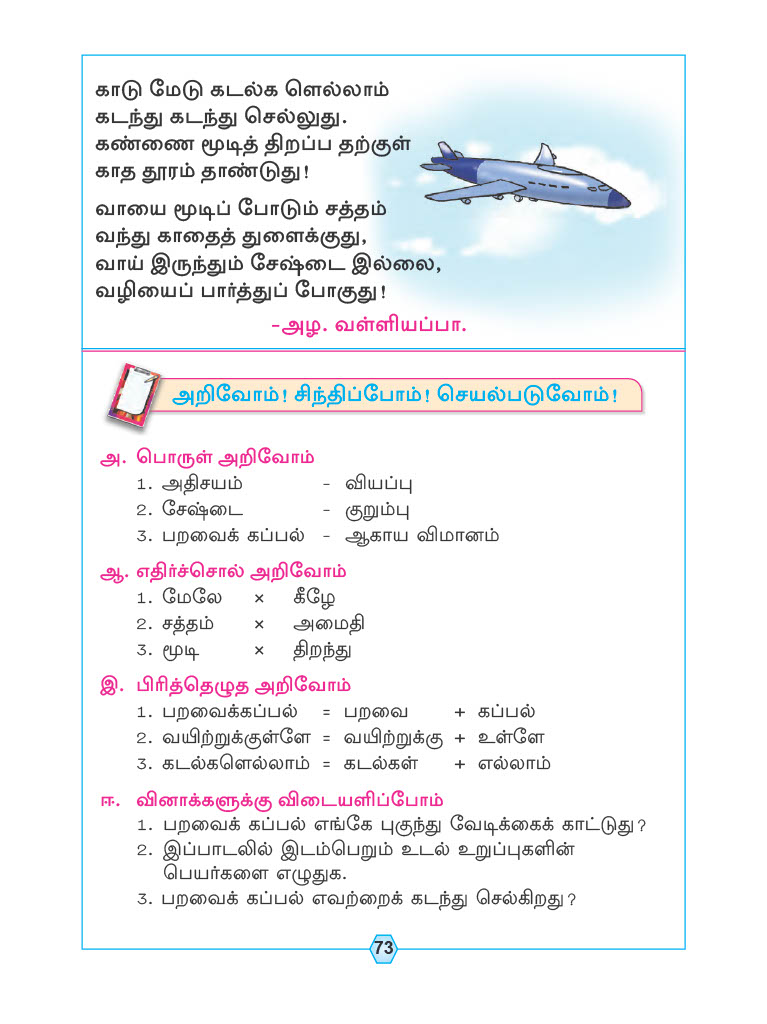 காடு மேடு கடல்க ளெல்லாம்
கடந்து கடந்து செல்லுது.
கண்ணை மூடித் திறப்ப தற்குள்
காத தூரம் தாண்டுது!
வாயை மூடிப் போடும் சத்தம்
வந்து காதைத் துளைக்குது,
வாய் இருந்தும் சேஷ்டை இல்லை,
வழியைப் பார்த்துப் போகுது!
-அழ. வள்ளியப்பா.
அறிவோம்! சிந்திப்போம்! செயல்படுவோம்!
அ. பொருள் அறிவோம்
1. அதிசயம் - வியப்பு
2. சேஷ்டை - குறும்பு
3. பறவைக் கப்பல் - ஆகாய விமானம்
ஆ. எதிர்ச்சொல் அறிவோம்
1. மேலே × கீழே
2. சத்தம் × அமைதி
3. மூடி × திறந்து
இ. பிரித்தெழுத அறிவோம்
1. பறவைக்கப்பல் = பறவை + கப்பல்
2. வயிற்றுக்குள்ளே = வயிற்றுக்கு + உள்ளே
3. கடல்களெல்லாம் = கடல்கள் + எல்லாம்
ஈ. வினாக்களுக்கு விடையளிப்போம்
1. பறவைக் கப்பல் எங்கே புகுந்து வேடிக்கைக் காட்டுது?
2. இப்பாடலில் இடம்பெறும் உடல் உறுப்புகளின்
பெயர்களை எழுதுக.
3. பறவைக் கப்பல் எவற்றைக் கடந்து செல்கிறது?
73